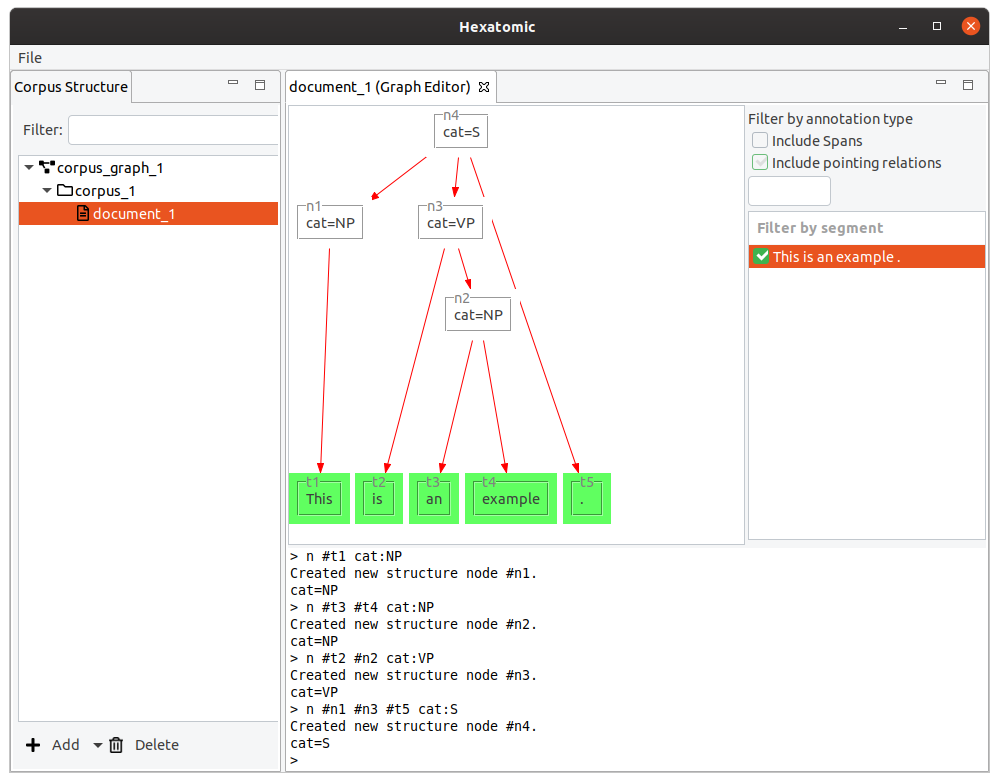 Hexatomic
File
Corpus Structure
Filter:
corpus_graph_1
corpus_1
document_1
Add
Delete
document_1 (Graph Editor)
n4
cat=S
n1
cat=NP
n3
cat=VP
n2
cat=NP
t1
This
t2
is
t3
an
t4
example
t5
.
Filter by annotation type
Include Spans
Include pointing relations
Filter by segment
This is an example .
> n #t1 cat:NP
Created new structure node #n1.
cat=NP
> n #t3 #t4 cat:NP
Created new structure node #n2.
cat=NP
> n #t2 #n2 cat:VP
Created new structure node #n3.
cat=VP
> n #n1 #n3 #t5 cat:S
Created new structure node #n4.
cat=S
>